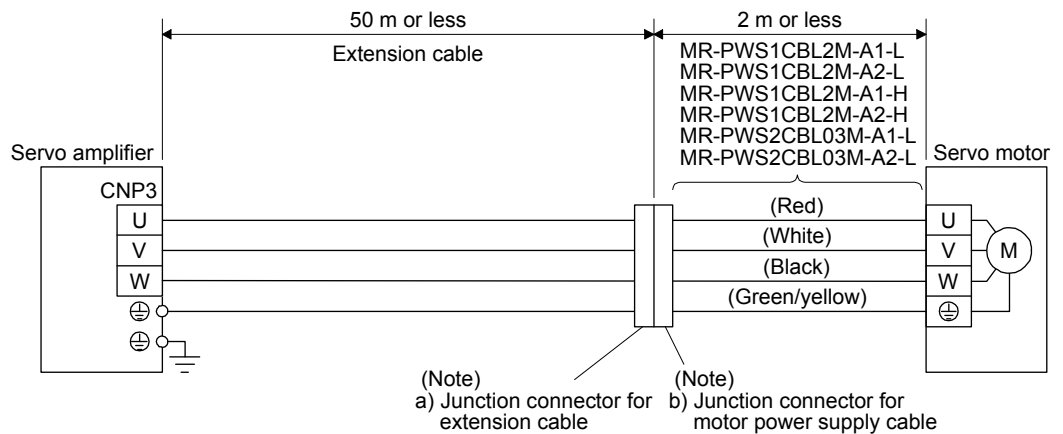 50 m or less
2 m or less
Extension cable
MR-PWS1CBL2M-A1-L
MR-PWS1CBL2M-A2-L
MR-PWS1CBL2M-A1-H
MR-PWS1CBL2M-A2-H
MR-PWS2CBL03M-A1-L
MR-PWS2CBL03M-A2-L
Servo amplifier
Servo motor
CNP3
U
(Red)
U
V
(White)
V
M
W
(Black)
W
(Green/yellow)
(Note)
a) Junction connector for
extension cable
(Note)
b) Junction connector for
motor power supply cable